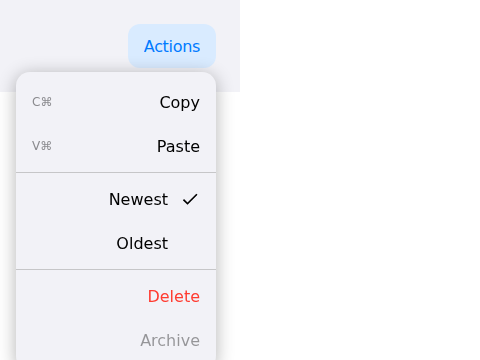 Actions
Copy C⌘
Paste V⌘
Newest
Oldest
Delete
Archive